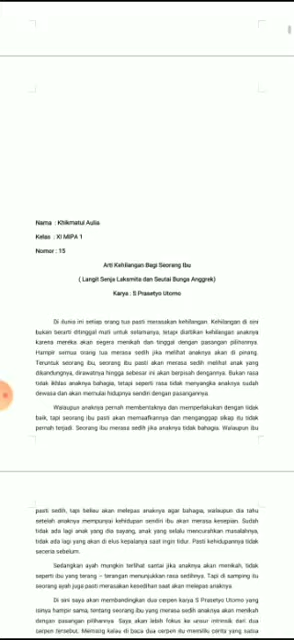 Nama : Khikmatul Aulia
Kelas : XI MIPA 1
Nomer : 15
Arti Kehilangan Bagi Seorang Ibu
( Langit Senja Laksmita dan Seutai Bunga Anggrek)
Karya : S Prasetyo Utomo
Di dunia ini setiap orang tua pasti merasakan kehilangan. Kehilangan di sini
bukan berarti ditinggal mati untuk selamanya, tetapi diartikan kehilangan anaknya
karena mereka akan segera menikah dan tinggal dengan pasangan pilihannya.
Hampir semua orang tua merasa sedih jika melihat anaknya akan di pinang.
Terutuk seorang ibu, seorang ibu pasti akan merasa sedih melihat anak yang
dikandungnya, dirawatnya hingga sebesar ini akan berpisah dengannya. Bukan rasa
tidak ikhlas anaknya bahagia, tetapi seperti rasa tidak menyangka anaknya sudah
dewasa dan akan memulai hidupnya sendiri dengan pasangannya.
Walaupun anaknya pernah membentaknya dan memperlakukan dengan tidak
baik, tapi seorang ibu pasti akan memaafkannya dan menganggap sikap itu tidak
pernah terjadi. Seorang ibu merasa sedih jika anaknya tidak bahagia. Walaupun ibu
pasti sedih, tapi beliau akan melepas anaknya agar bahagia, walaupun dia tahu
setelah anaknya mempunyai kehidupan sendiri ibu akan merasa kesepian. Sudah
tidak ada lagi anak yang dia sayang, anak yang selalu mencurahkan masalahnya,
tidak ada lagi yang akan di elus kepalanya saat ingin tidur. Pasti kehidupannya tidak
seceria sebelum.
Sedangkan ayah mungkin terlihat santai jika anaknya akan menikah, tidak
seperti ibu yang terang – terangan menunjukkan rasa sedihnya. Tapi di samping itu
seorang ayah juga pasti merasakan kesedihan saat akan melepas anaknya.
Di sini saya akan membandingkan dua cerpen karya S Prasetyo Utomo yang
isinya hampir sama, tentang seorang ibu yang merasa sedih anaknya akan menikah
dengan pasangan pilihannya. Saya akan lebih fokus ke unsur intrinsik dari dua
cerpen tersebut. Memang kalau di baca dua cerpen itu memiliki cerita yang sama